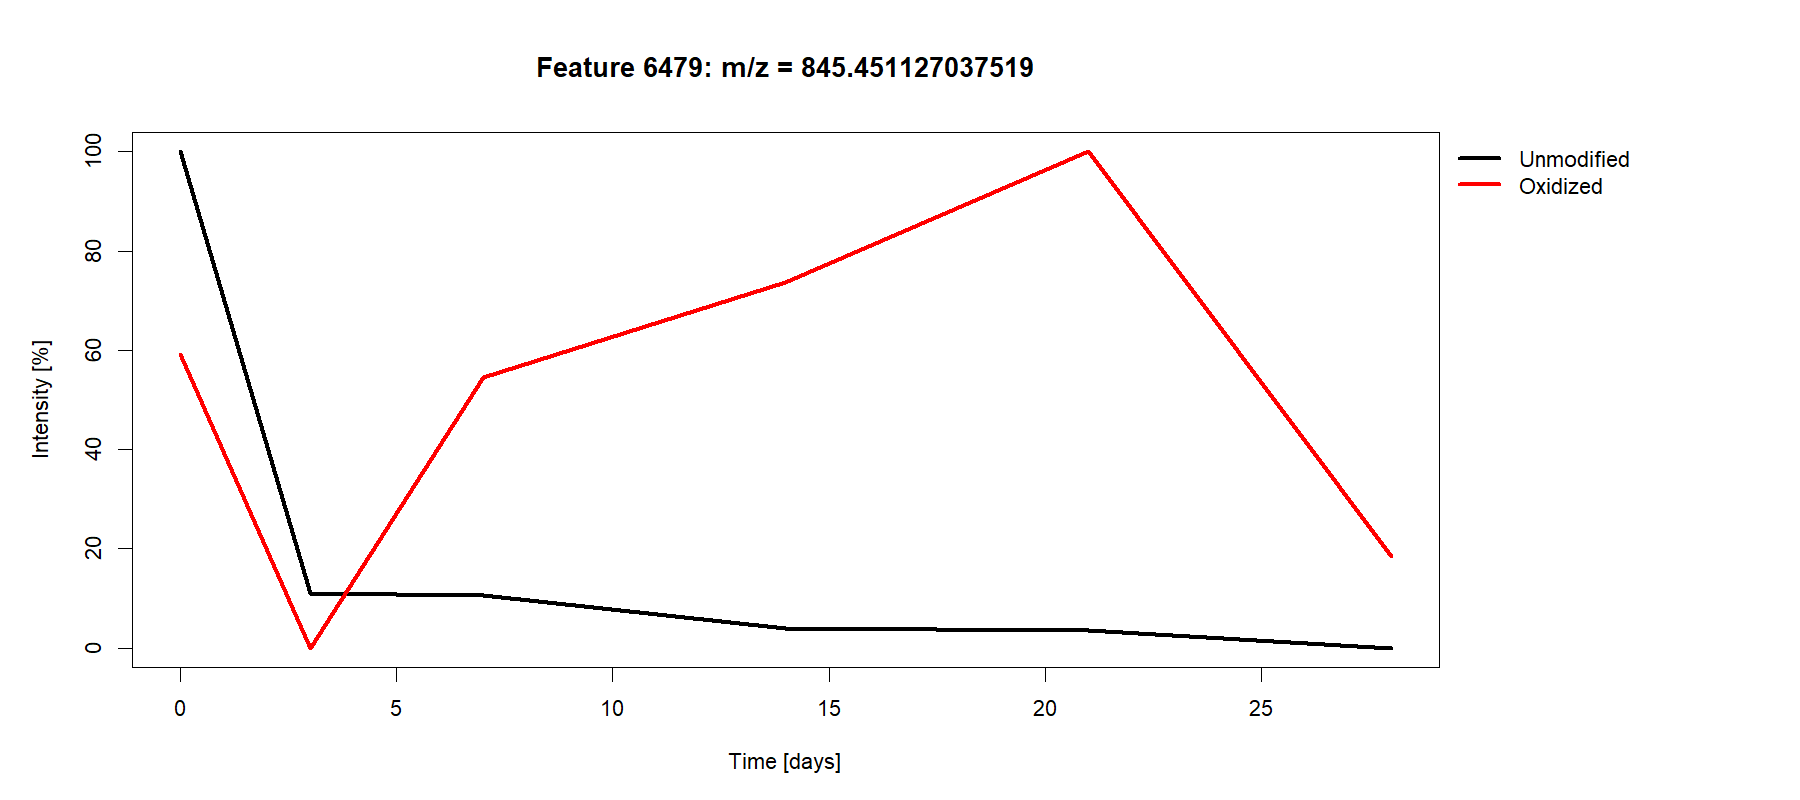 Feature 6479: m/z = 845.451127037519
Unmodified
Oxidized
Intensity [%]
100
80
60
40
20
0
0 5 10 15 20 25
Time [days]